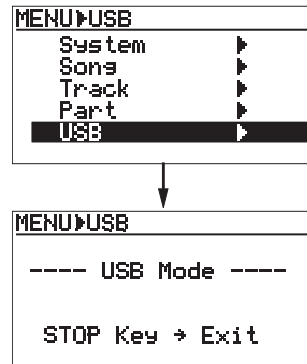 MENU▶USB
System ▶
Song ▶
Track ▶
Part ▶
USB ▶
MENU▶USB
---- USB Mode ----
STOP Key → Exit